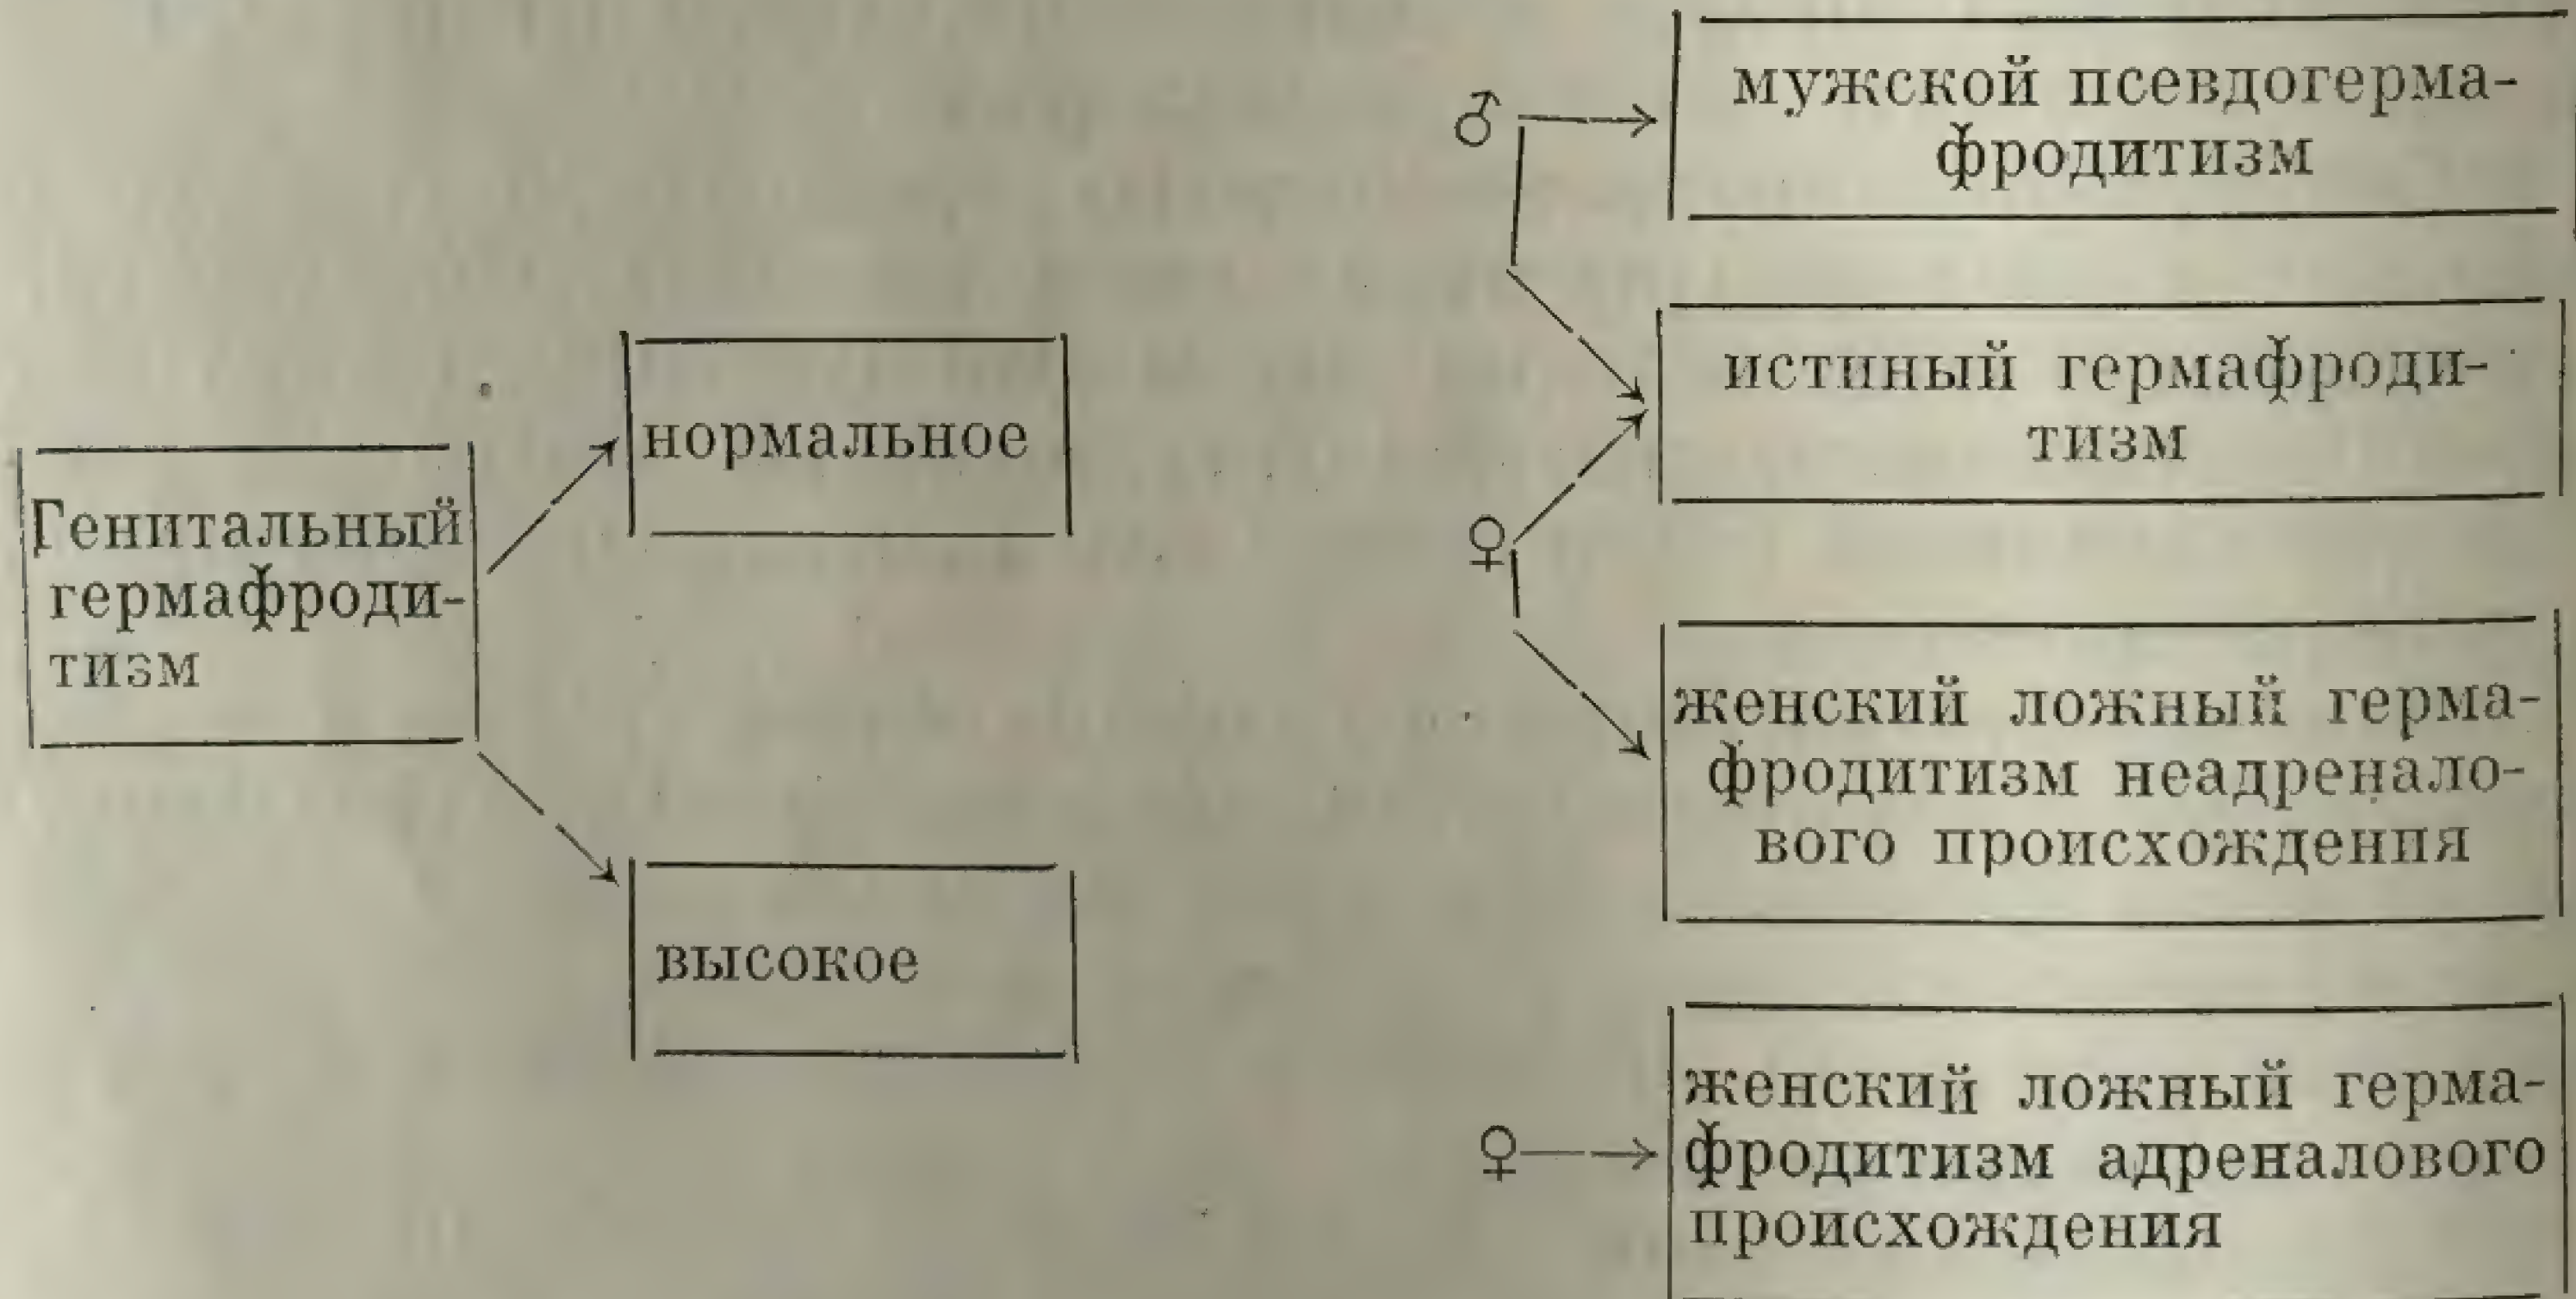 Генитальный
гермафроди-
тизм
нормальное
высокое
♂
мужской псевдогерма-
фродитизм
истиный гермафроди-
тизм
♀
женский ложный герма-
фродитизм неадренало-
вого происхождения
♀
женский ложный герма-
фродитизм адреналового
происхождения